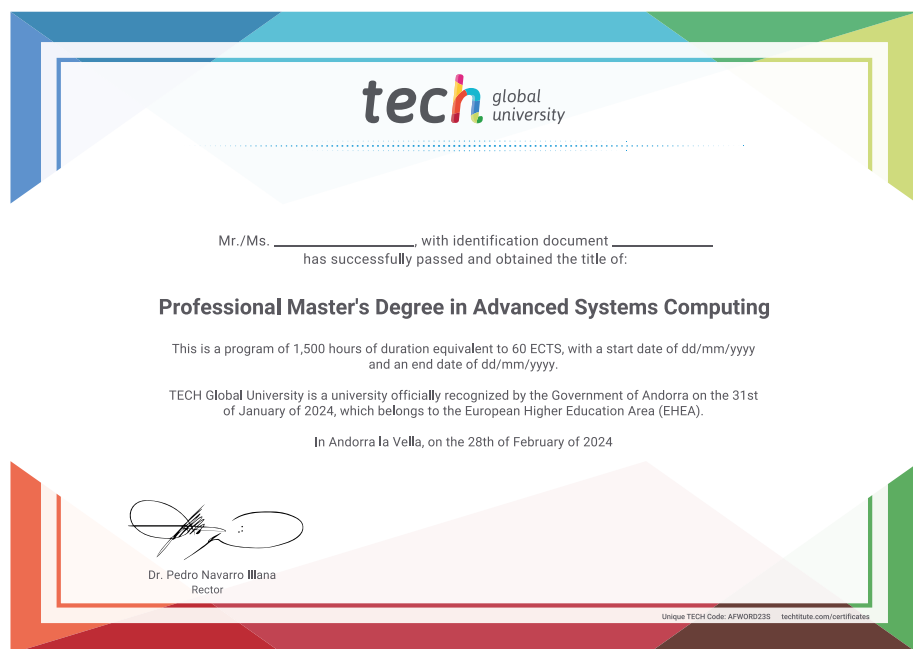 tech global
university
Mr./Ms. ____________________, with identification document ______________
has successfully passed and obtained the title of:
Professional Master's Degree in Advanced Systems Computing
This is a program of 1,500 hours of duration equivalent to 60 ECTS, with a start date of dd/mm/yyyy
and an end date of dd/mm/yyyy.
TECH Global University is a university officially recognized by the Government of Andorra on the 31st
of January of 2024, which belongs to the European Higher Education Area (EHEA).
In Andorra la Vella, on the 28th of February of 2024
Dr. Pedro Navarro Illana
Rector
Unique TECH Code: AFWORD23S techtitute.com/certificates